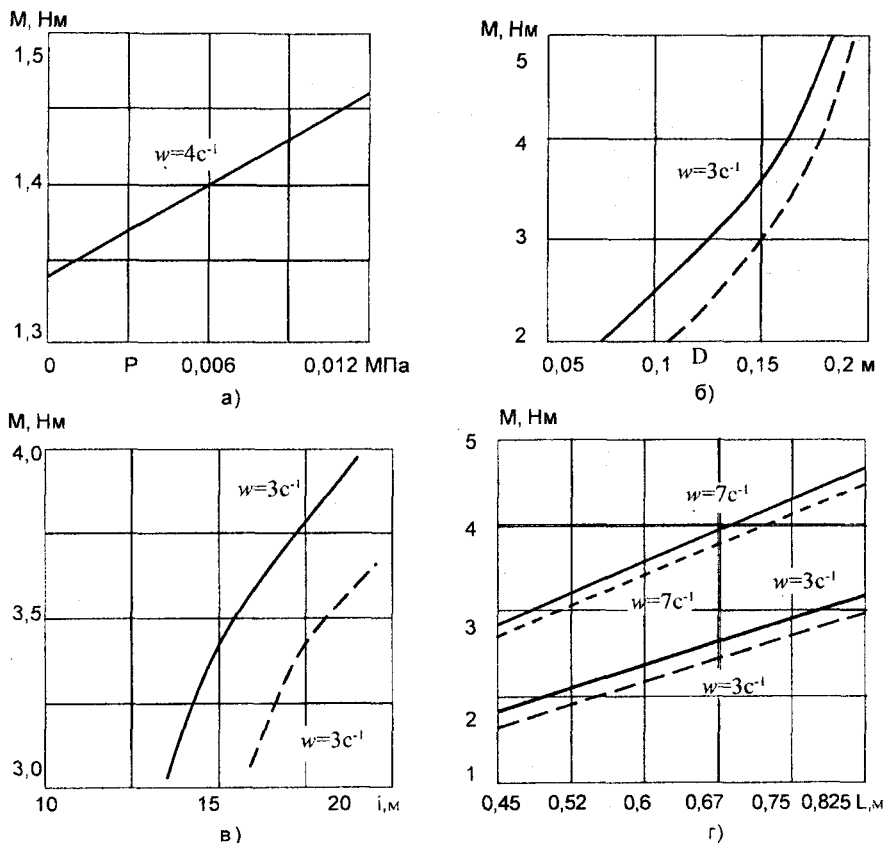 М, Нм
1,5
1,4
1,3
w=4с⁻¹
0 Р 0,006 0,012 МПа
а)
М, Нм
5
4
3
2
w=3с⁻¹
0,05 0,1 D 0,15 0,2 м
б)
М, Нм
4,0
3,5
3,0
w=3с⁻¹
w=3с⁻¹
10 15 20 i,м
в)
М, Нм
5
4
3
2
1
w=7с⁻¹
w=3с⁻¹
w=7с⁻¹
w=3с⁻¹
0,45 0,52 0,6 0,67 0,75 0,825 L,м
г)